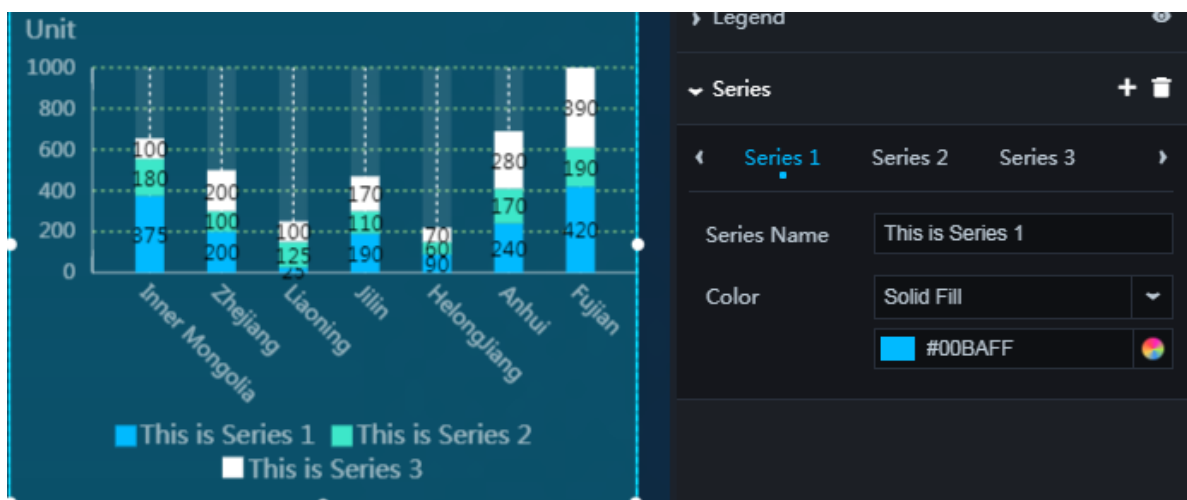 Unit
1000
800
600
400
200
0
100
180
375
200
100
200
100
125
25
170
110
190
70
60
90
280
170
240
390
190
420
Inner Mongolia
Zhejiang
Liaoning
Jilin
HelongJiang
Anhui
Fujian
This is Series 1
This is Series 2
This is Series 3
Legend
Series
Series 1 Series 2 Series 3
Series Name This is Series 1
Color Solid Fill
#00BAFF